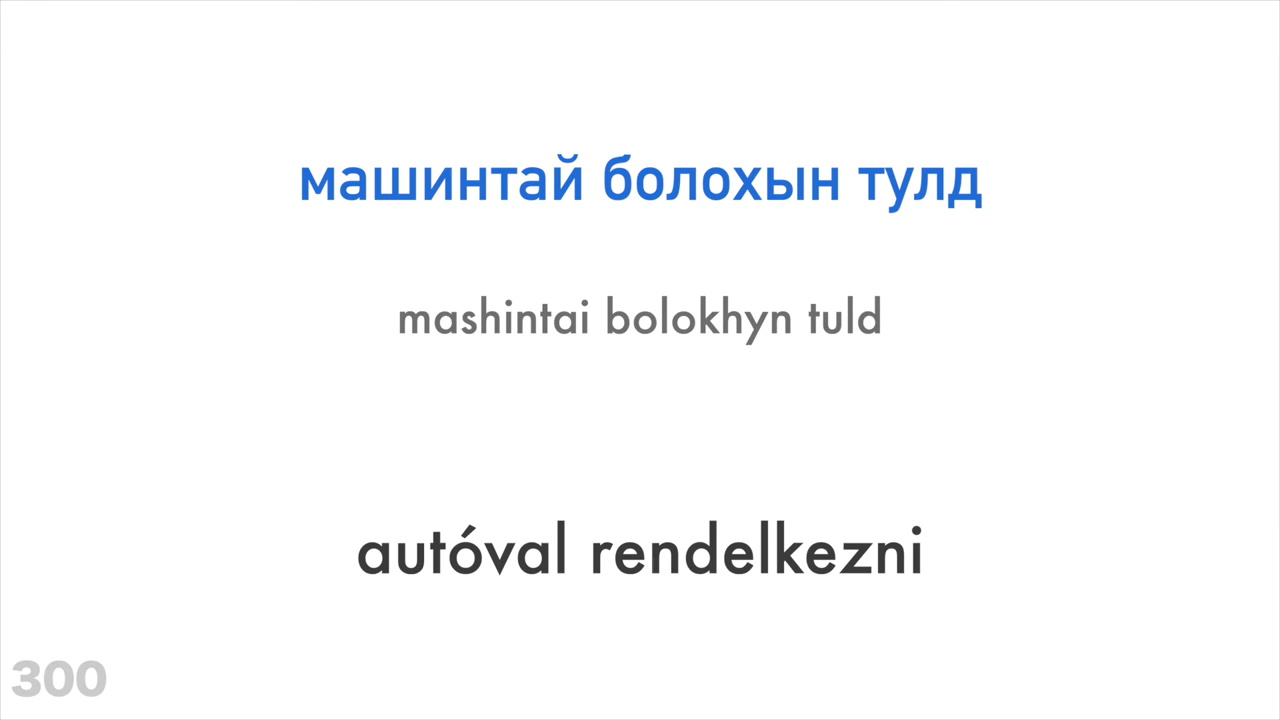 машинтай болохын тулд
mashintai bolokhyn tuld
autóval rendelkezni
300